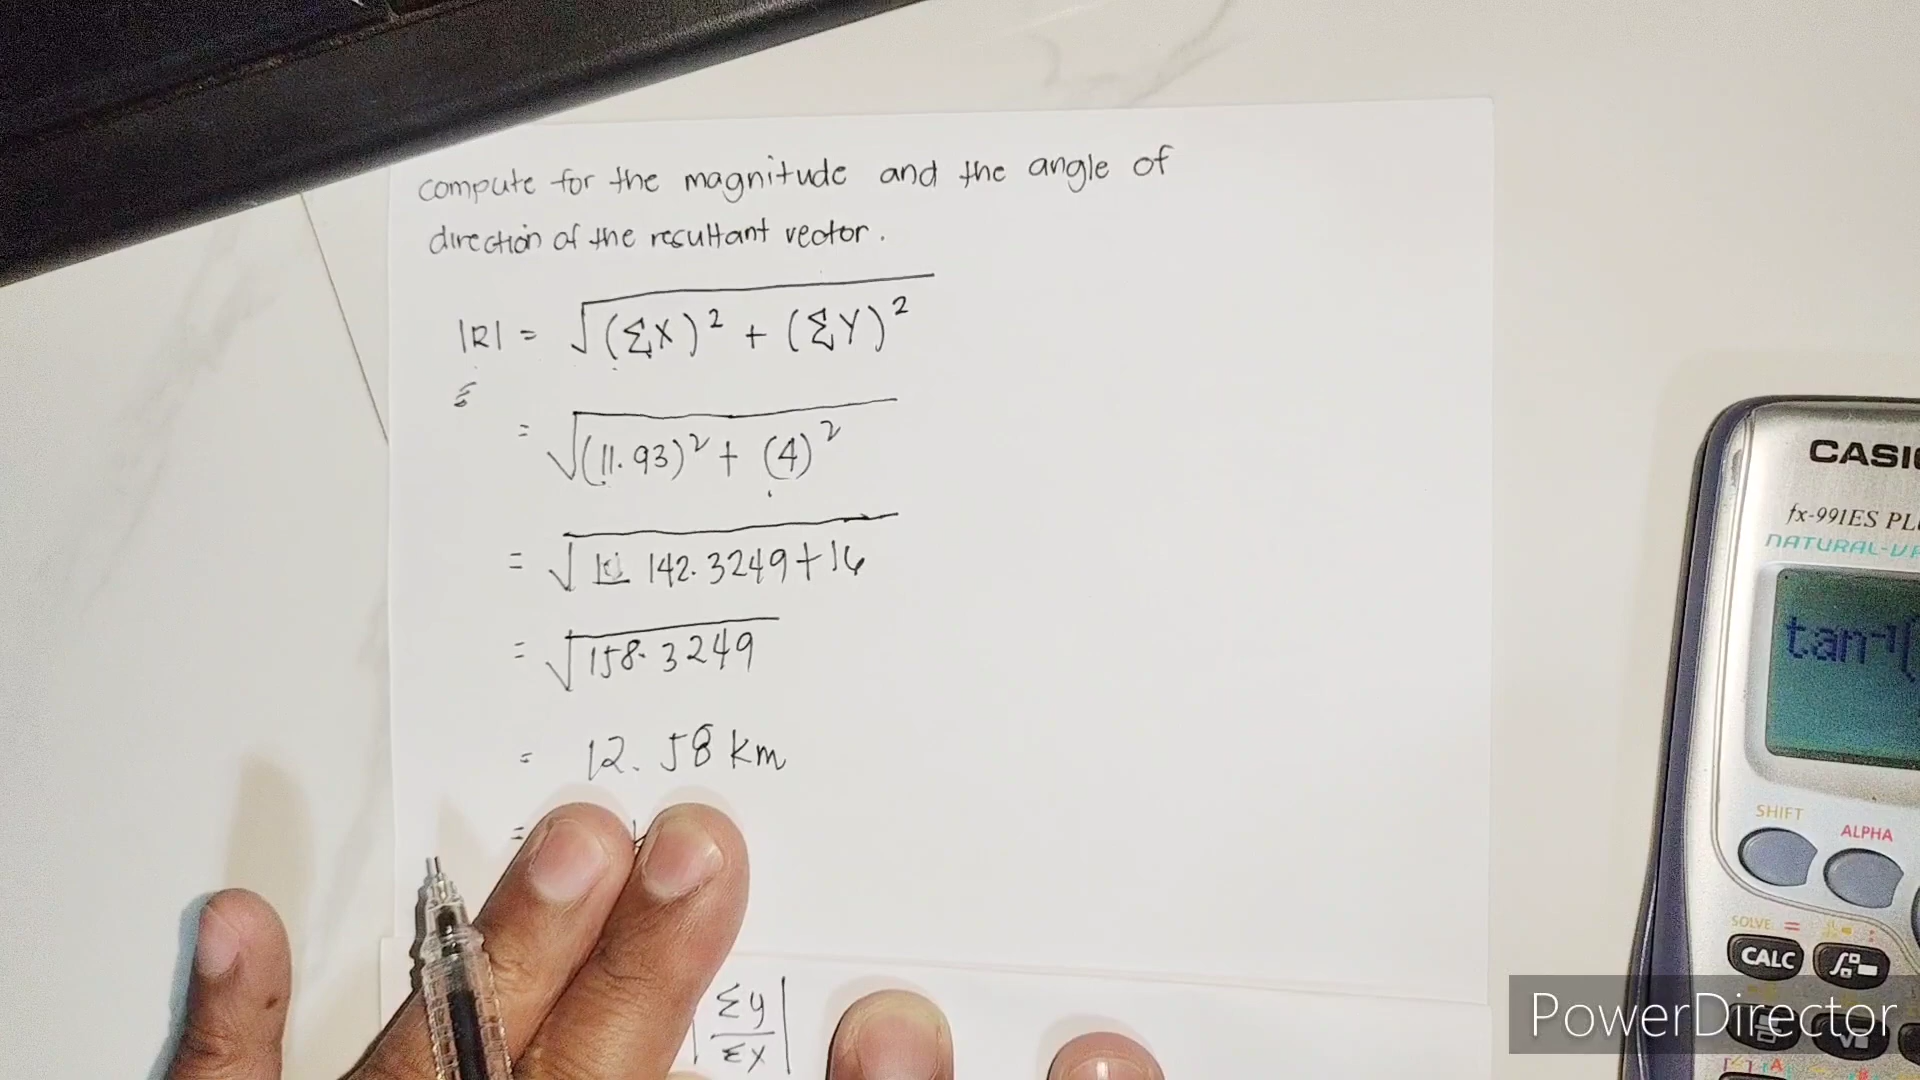 compute for the magnitude and the angle of
direction of the resultant vector.
|R| = √(ΣX)² + (ΣY)²
= √(11.93)² + (4)²
= √142.3249+16
= √158.3249
= 12.58 km
=
|Σy/Σx|
CASIO
fx-991ES PL
NATURAL-V
tan⁻¹(
SHIFT
ALPHA
SOLVE =
CALC
PowerDirector